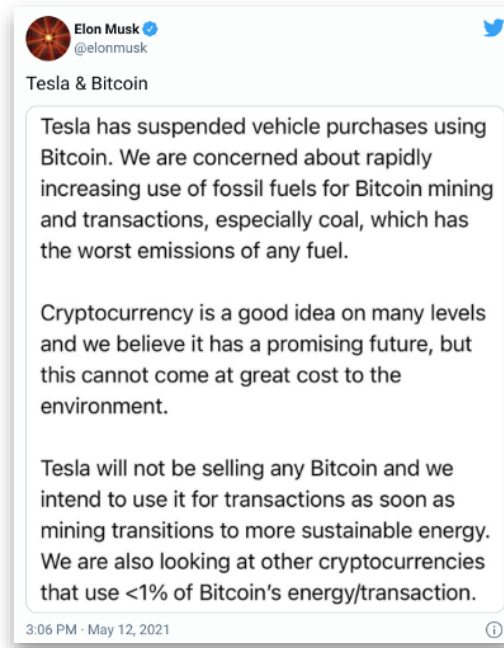 Elon Musk
@elonmusk
Tesla & Bitcoin
Tesla has suspended vehicle purchases using
Bitcoin. We are concerned about rapidly
increasing use of fossil fuels for Bitcoin mining
and transactions, especially coal, which has
the worst emissions of any fuel.
Cryptocurrency is a good idea on many levels
and we believe it has a promising future, but
this cannot come at great cost to the
environment.
Tesla will not be selling any Bitcoin and we
intend to use it for transactions as soon as
mining transitions to more sustainable energy.
We are also looking at other cryptocurrencies
that use <1% of Bitcoin's energy/transaction.
3:06 PM · May 12, 2021